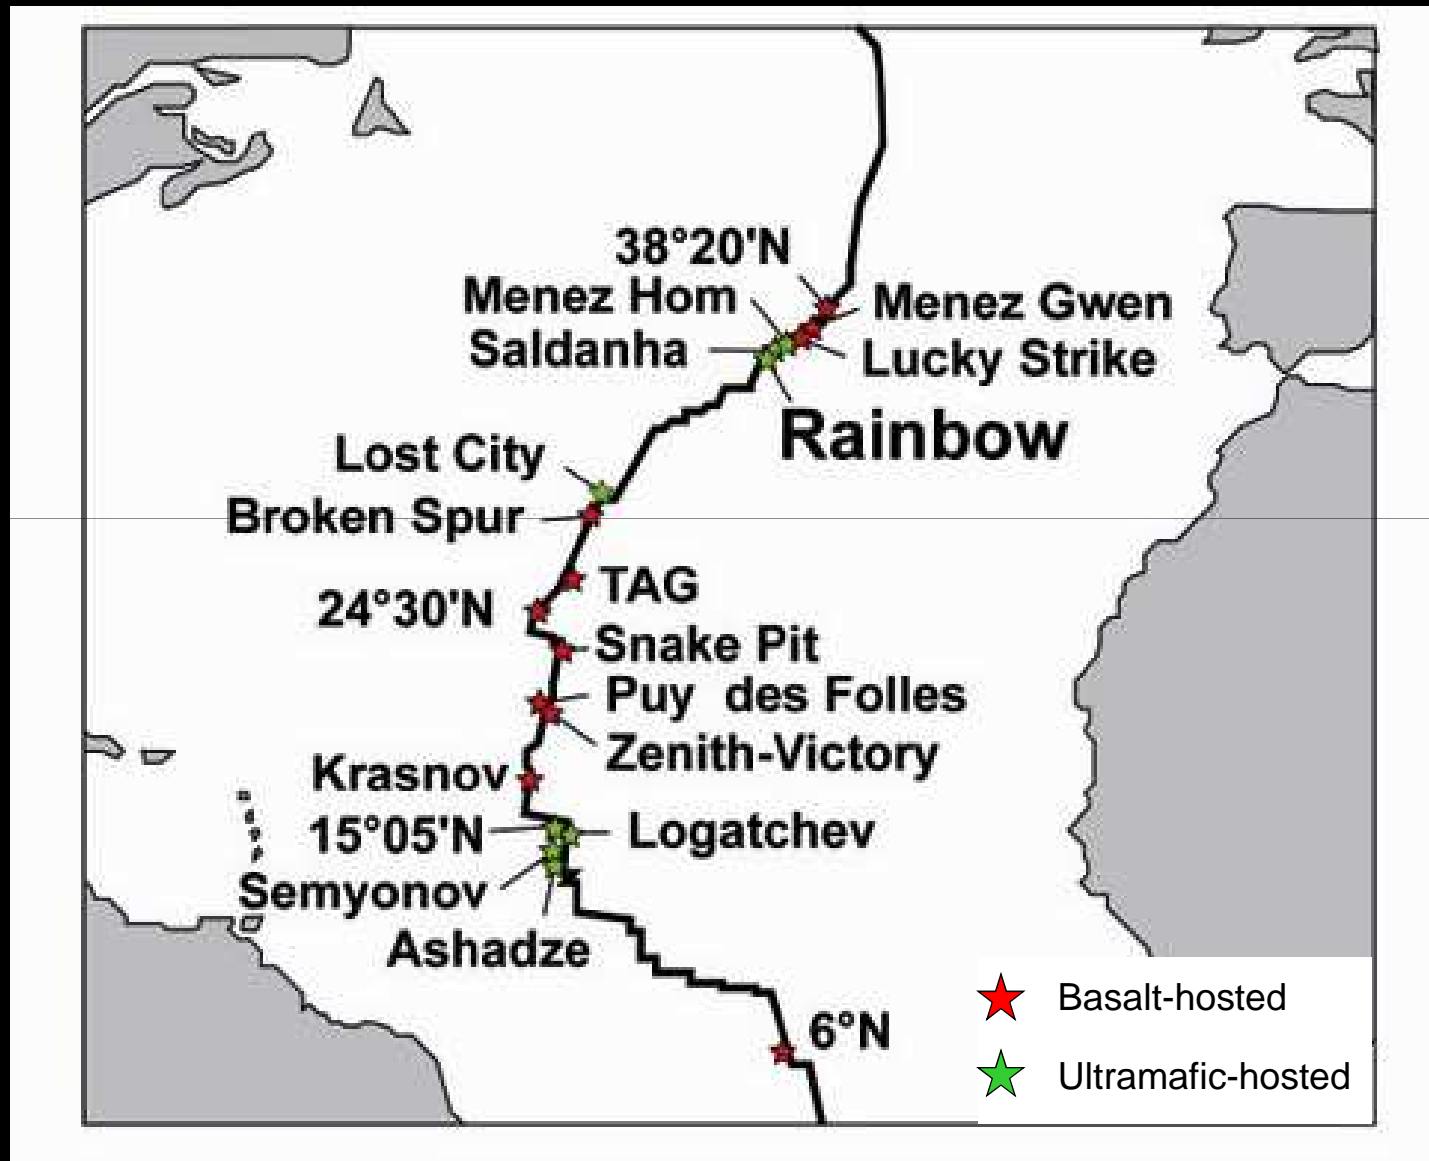 38°20'N
Menez Hom
Menez Gwen
Saldanha
Lucky Strike
Rainbow
Lost City
Broken Spur
TAG
24°30'N
Snake Pit
Puy des Folles
Zenith-Victory
Krasnov
15°05'N
Logatchev
Semyonov
Ashadze
6°N
Basalt-hosted
Ultramafic-hosted